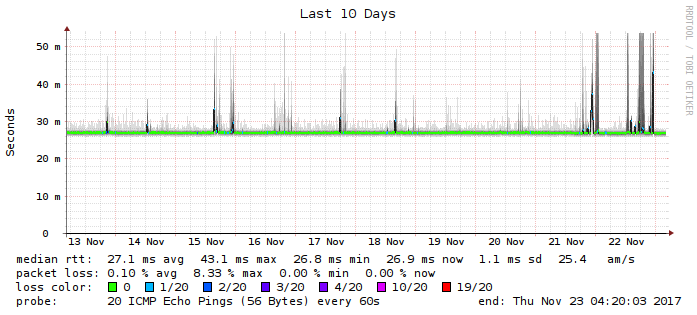 Last 10 Days
RRDTOOL / TOBI OETIKER
Seconds
50 m
40 m
30 m
20 m
10 m
0
13 Nov 14 Nov 15 Nov 16 Nov 17 Nov 18 Nov 19 Nov 20 Nov 21 Nov 22 Nov
median rtt: 27.1 ms avg 43.1 ms max 26.8 ms min 26.9 ms now 1.1 ms sd 25.4 am/s
packet loss: 0.10 % avg 8.33 % max 0.00 % min 0.00 % now
loss color: 0 1/20 2/20 3/20 4/20 10/20 19/20
probe: 20 ICMP Echo Pings (56 Bytes) every 60s end: Thu Nov 23 04:20:03 2017